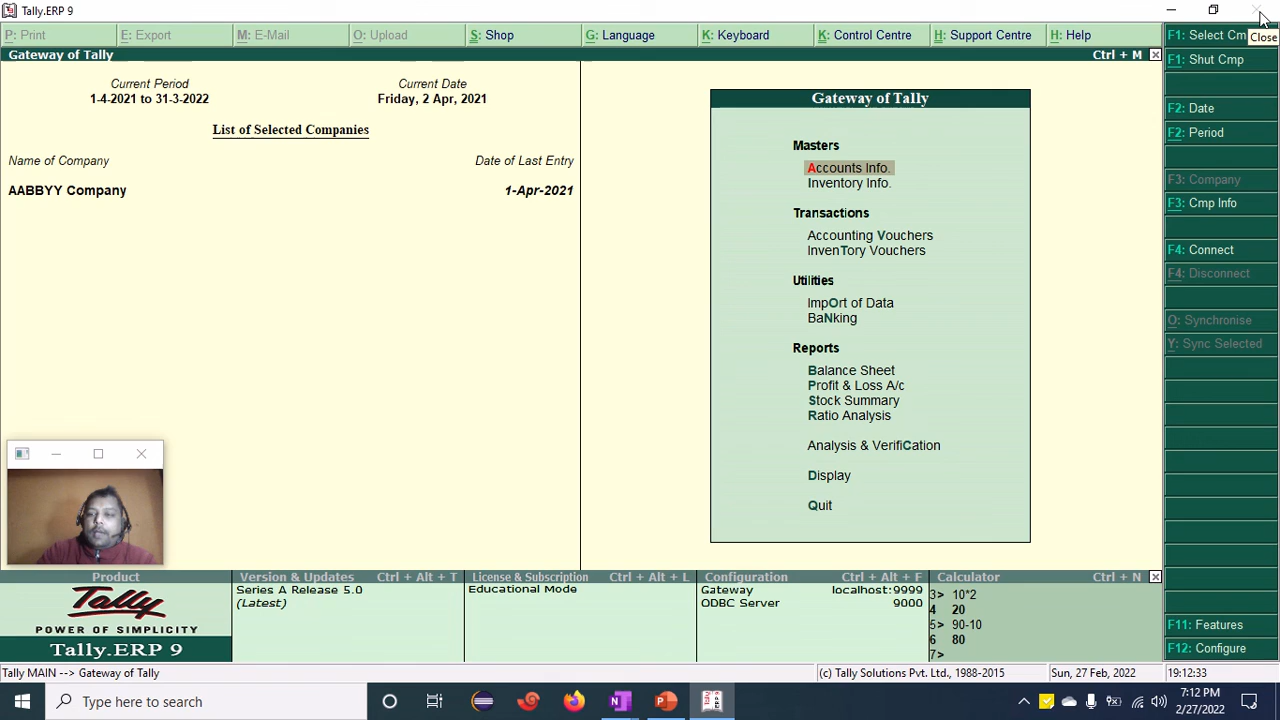 Tally.ERP 9
P: Print
E: Export
M: E-Mail
O: Upload
S: Shop
G: Language
K: Keyboard
K: Control Centre
H: Support Centre
H: Help
F1: Select Cm
Close
Gateway of Tally
Ctrl + M
F1: Shut Cmp
Current Period
1-4-2021 to 31-3-2022
Current Date
Friday, 2 Apr, 2021
List of Selected Companies
Name of Company
Date of Last Entry
AABBYY Company
1-Apr-2021
Gateway of Tally
Masters
Accounts Info.
Inventory Info.
Transactions
Accounting Vouchers
InvenTory Vouchers
Utilities
ImpOrt of Data
BaNking
Reports
Balance Sheet
Profit & Loss A/c
Stock Summary
Ratio Analysis
Analysis & VerifiCation
Display
Quit
F2: Date
F2: Period
F3: Company
F3: Cmp Info
F4: Connect
F4: Disconnect
O: Synchronise
Y: Sync Selected
F11: Features
F12: Configure
Product
Tally
POWER OF SIMPLICITY
Tally.ERP 9
Version & Updates
Ctrl + Alt + T
Series A Release 5.0
(Latest)
License & Subscription
Ctrl + Alt + L
Educational Mode
Configuration
Ctrl + Alt + F
Gateway
localhost:9999
ODBC Server
9000
Calculator
Ctrl + N
3> 10*2
4 20
5> 90-10
6 80
7>
Tally MAIN --> Gateway of Tally
(c) Tally Solutions Pvt. Ltd., 1988-2015
Sun, 27 Feb, 2022
19:12:33
Type here to search
7:12 PM
2/27/2022